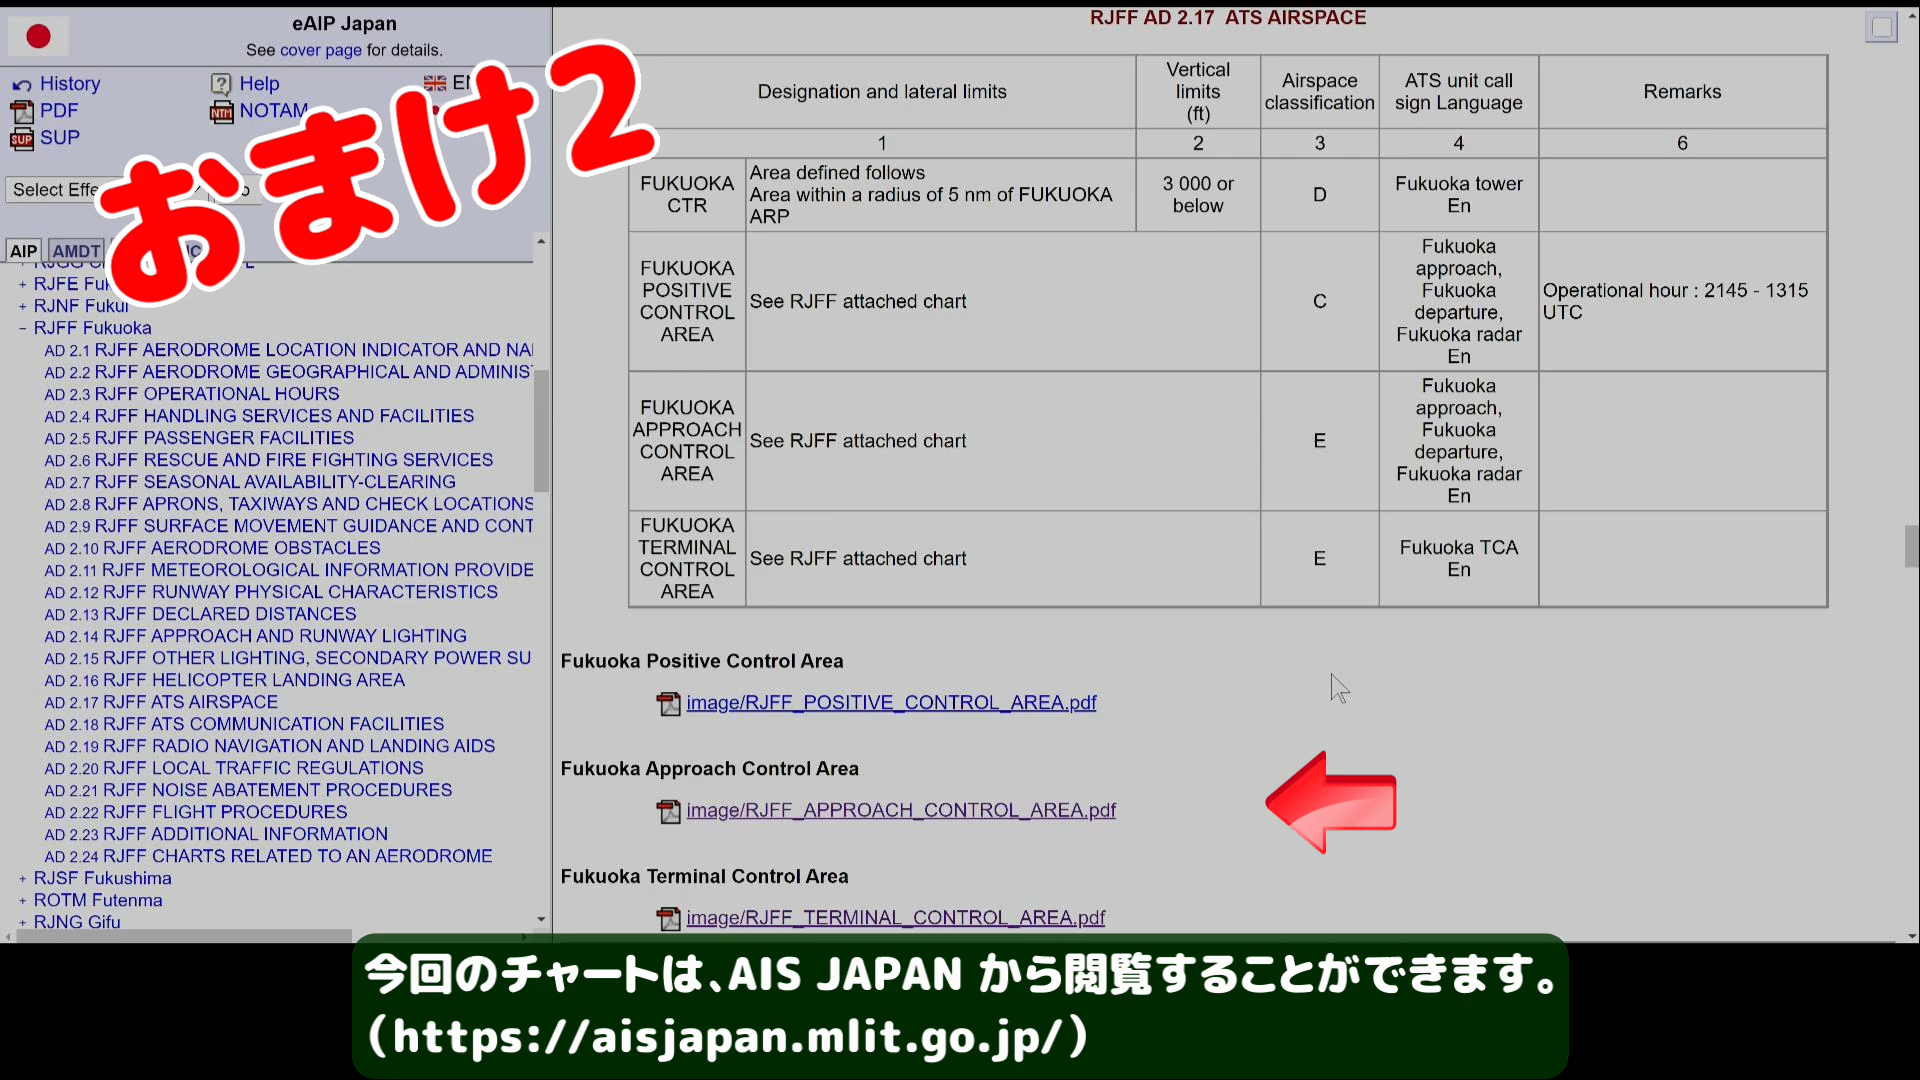 eAIP Japan
See cover page for details.
History
Help
PDF
NOTAM
SUP
おまけ2
AIP
AMDT
RJFF Fukuoka
AD 2.1 RJFF AERODROME LOCATION INDICATOR AND
AD 2.2 RJFF AERODROME GEOGRAPHICAL AND
AD 2.3 RJFF OPERATIONAL HOURS
AD 2.4 RJFF HANDLING SERVICES AND FACILITIES
AD 2.5 RJFF PASSENGER FACILITIES
AD 2.6 RJFF RESCUE AND FIRE FIGHTING SERVICES
AD 2.7 RJFF SEASONAL AVAILABILITY-CLEARING
AD 2.8 RJFF APRONS, TAXIWAYS AND CHECK LOCATIONS
AD 2.9 RJFF SURFACE MOVEMENT GUIDANCE AND CONT
AD 2.10 RJFF AERODROME OBSTACLES
AD 2.11 RJFF METEOROLOGICAL INFORMATION PROVIDE
AD 2.12 RJFF RUNWAY PHYSICAL CHARACTERISTICS
AD 2.13 RJFF DECLARED DISTANCES
AD 2.14 RJFF APPROACH AND RUNWAY LIGHTING
AD 2.15 RJFF OTHER LIGHTING, SECONDARY POWER SU
AD 2.16 RJFF HELICOPTER LANDING AREA
AD 2.17 RJFF ATS AIRSPACE
AD 2.18 RJFF ATS COMMUNICATION FACILITIES
AD 2.19 RJFF RADIO NAVIGATION AND LANDING AIDS
AD 2.20 RJFF LOCAL TRAFFIC REGULATIONS
AD 2.21 RJFF NOISE ABATEMENT PROCEDURES
AD 2.22 RJFF FLIGHT PROCEDURES
AD 2.23 RJFF ADDITIONAL INFORMATION
AD 2.24 RJFF CHARTS RELATED TO AN AERODROME
RJSF Fukushima
ROTM Futenma
RJNG Gifu
RJFF AD 2.17 ATS AIRSPACE
Designation and lateral limits
Vertical
limits
(ft)
Airspace
classification
ATS unit call
sign Language
Remarks
1
2
3
4
6
FUKUOKA
CTR
Area defined follows
Area within a radius of 5 nm of FUKUOKA
ARP
3 000 or
below
D
Fukuoka tower
En
FUKUOKA
POSITIVE
CONTROL
AREA
See RJFF attached chart
C
Fukuoka
approach,
Fukuoka
departure,
Fukuoka radar
En
Operational hour : 2145 - 1315
UTC
FUKUOKA
APPROACH
CONTROL
AREA
See RJFF attached chart
E
Fukuoka
approach,
Fukuoka
departure,
Fukuoka radar
En
FUKUOKA
TERMINAL
CONTROL
AREA
See RJFF attached chart
E
Fukuoka TCA
En
Fukuoka Positive Control Area
image/RJFF_POSITIVE_CONTROL_AREA.pdf
Fukuoka Approach Control Area
image/RJFF_APPROACH_CONTROL_AREA.pdf
Fukuoka Terminal Control Area
image/RJFF_TERMINAL_CONTROL_AREA.pdf
今回のチャートは、AIS JAPAN から閲覧することができます。
(https://aisjapan.mlit.go.jp/)